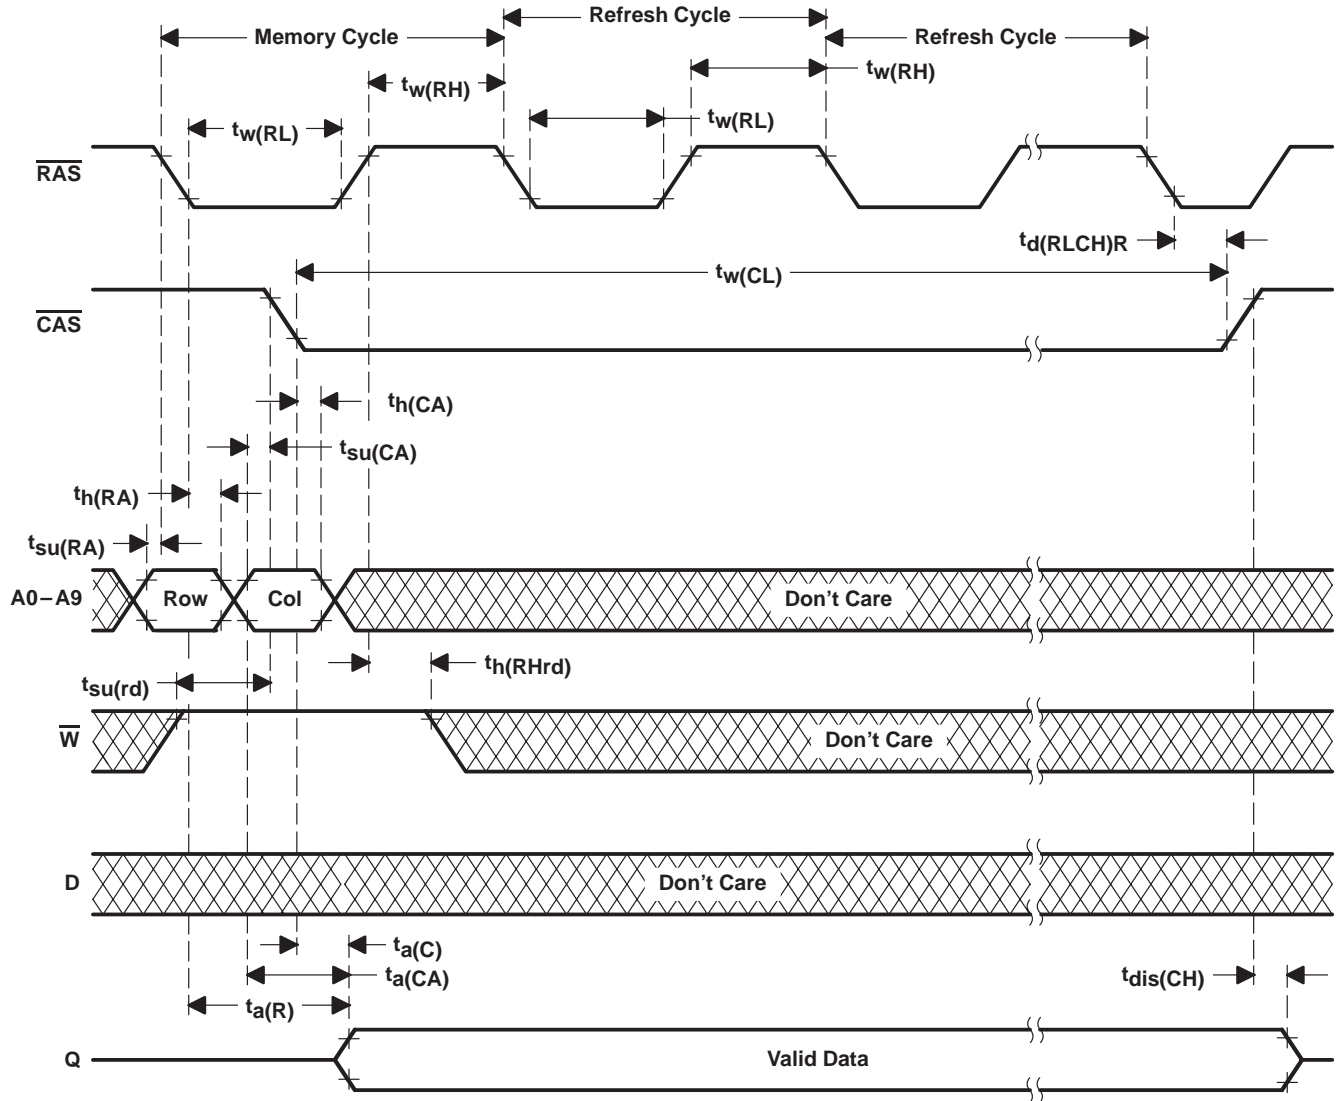 Refresh Cycle
Memory Cycle
Refresh Cycle
tw(RH)
tw(RH)
tw(RL)
tw(RL)
RAS
td(RLCH)R
tw(CL)
CAS
th(CA)
tsu(CA)
th(RA)
tsu(RA)
A0–A9 Row Col Don't Care
th(RHrd)
tsu(rd)
W Don't Care
D Don't Care
ta(C)
ta(CA)
tdis(CH)
ta(R)
Q Valid Data